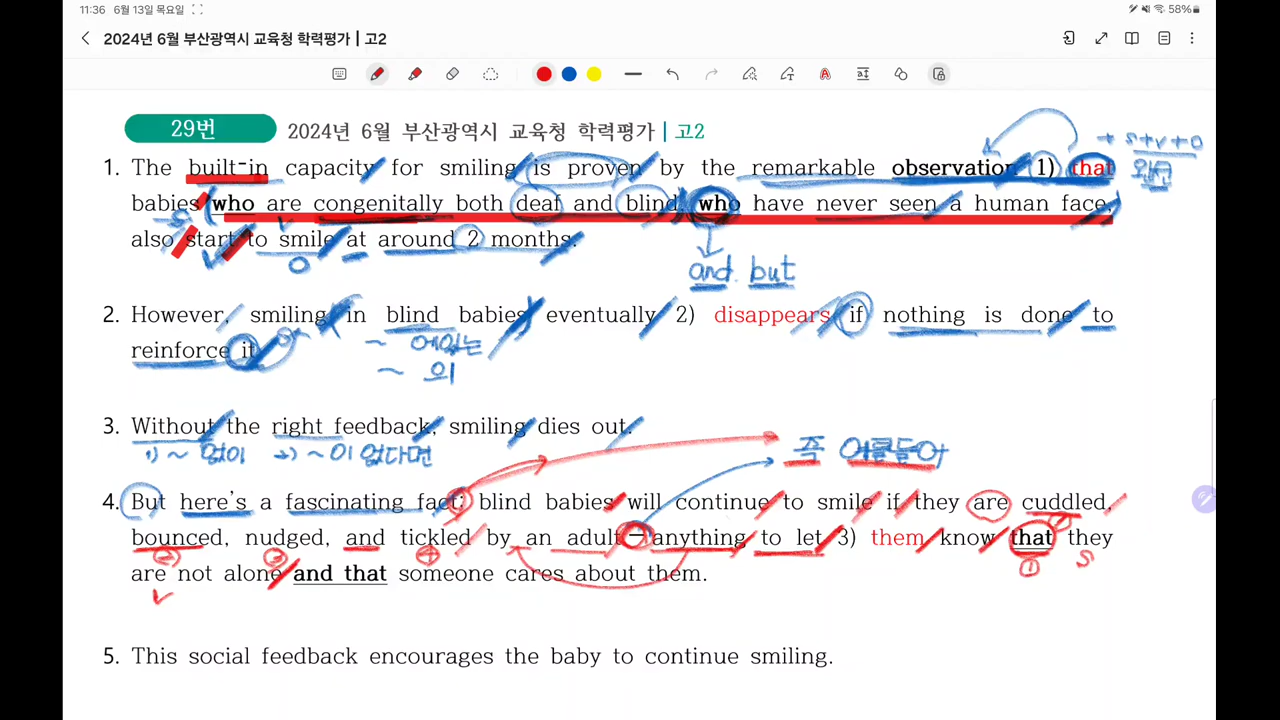 11:36 6월 13일 목요일
58%
2024년 6월 부산광역시 교육청 학력평가 | 고2
29번 2024년 6월 부산광역시 교육청 학력평가 | 고2
+ S+V+O
1. The built-in capacity for smiling is proven by the remarkable observation 1) that
완전
babies who are congenitally both deaf and blind, who have never seen a human face,
S
V
also start to smile at around 2 months.
O
and. but
2. However, smiling in blind babies eventually 2) disappears if nothing is done to
reinforce it.
~ 에있는
~ 의
3. Without the right feedback, smiling dies out.
1) ~ 없이 2) ~이 없다면
즉 예를들어
4. But here's a fascinating fact: blind babies will continue to smile if they are cuddled,
①
bounced, nudged, and tickled by an adult—anything to let 3) them know that they
② ③ ④ ① S
are not alone and that someone cares about them.
V
5. This social feedback encourages the baby to continue smiling.